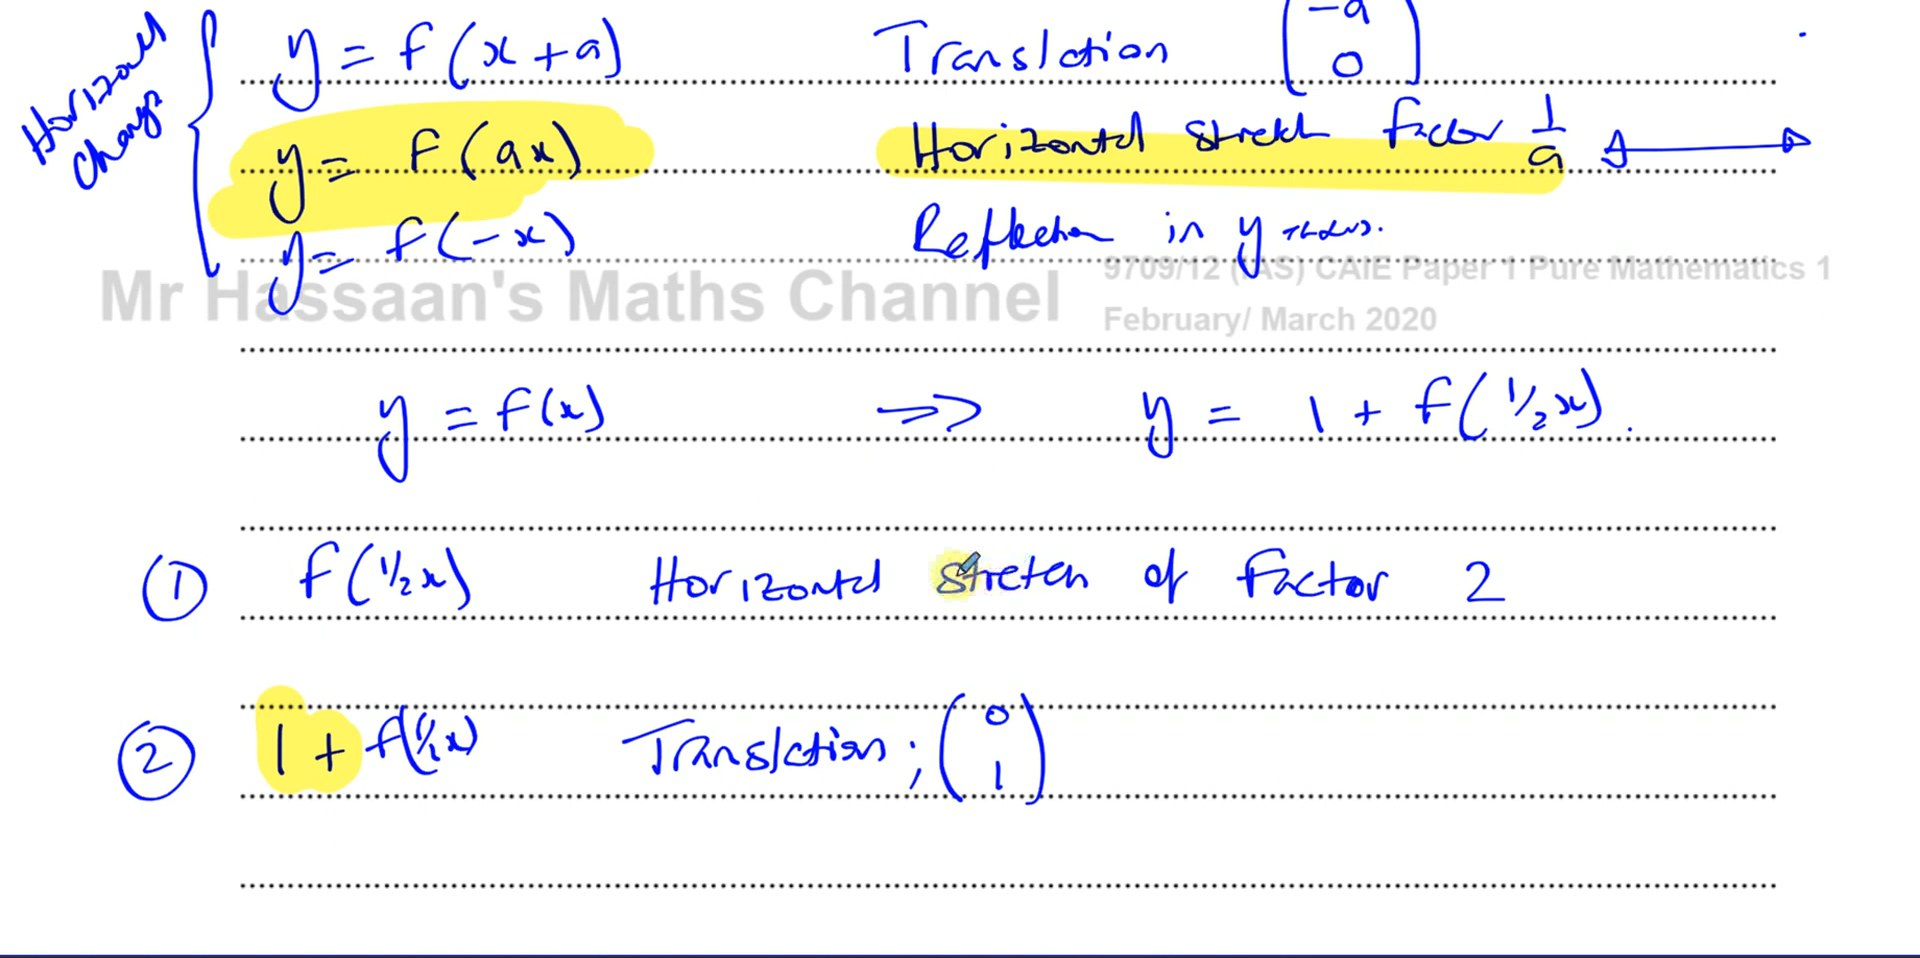 Horizontal Change
y = f(x+a) Translation (-a 0)
y = f(ax) Horizontal stretch factor 1/a
y = f(-x) Reflection in y
Mr Hassaan's Maths Channel
9709/12 (AS) CAIE Paper 1 Pure Mathematics 1
February/ March 2020
y = f(x) =>> y = 1 + f(1/2x).
① f(1/2x) Horizontal stretch of factor 2
② 1 + f(1/2x) Translation; (0 1)